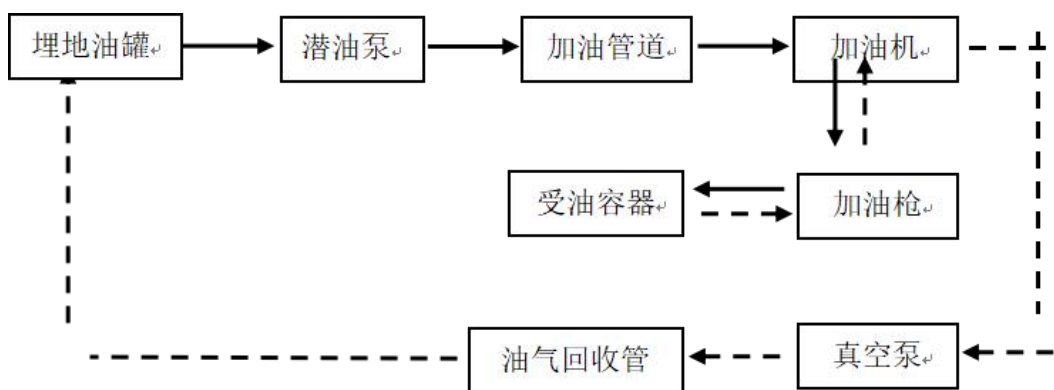 埋地油罐
潜油泵
加油管道
加油机
受油容器
加油枪
油气回收管
真空泵